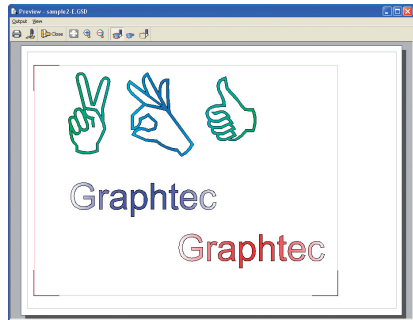 Preview - sample2.E.GSD
Output View
Close
Graphtec
Graphtec